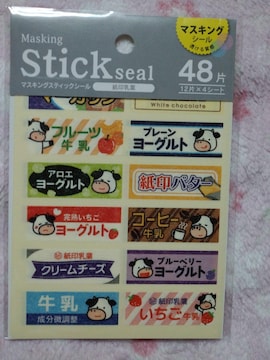 Masking
Stick seal
マスキングスティックシール
紙印乳業
マスキング
シール
48片
12片×4シート
White chocolate
フルーツ
牛乳
プレーン
ヨーグルト
アロエ
ヨーグルト
紙印バター
完熟いちご
ヨーグルト
コーヒー
牛乳
紙印乳業
クリームチーズ
ブルーベリー
ヨーグルト
牛乳
成分微調整
紙印乳業
いちご牛乳